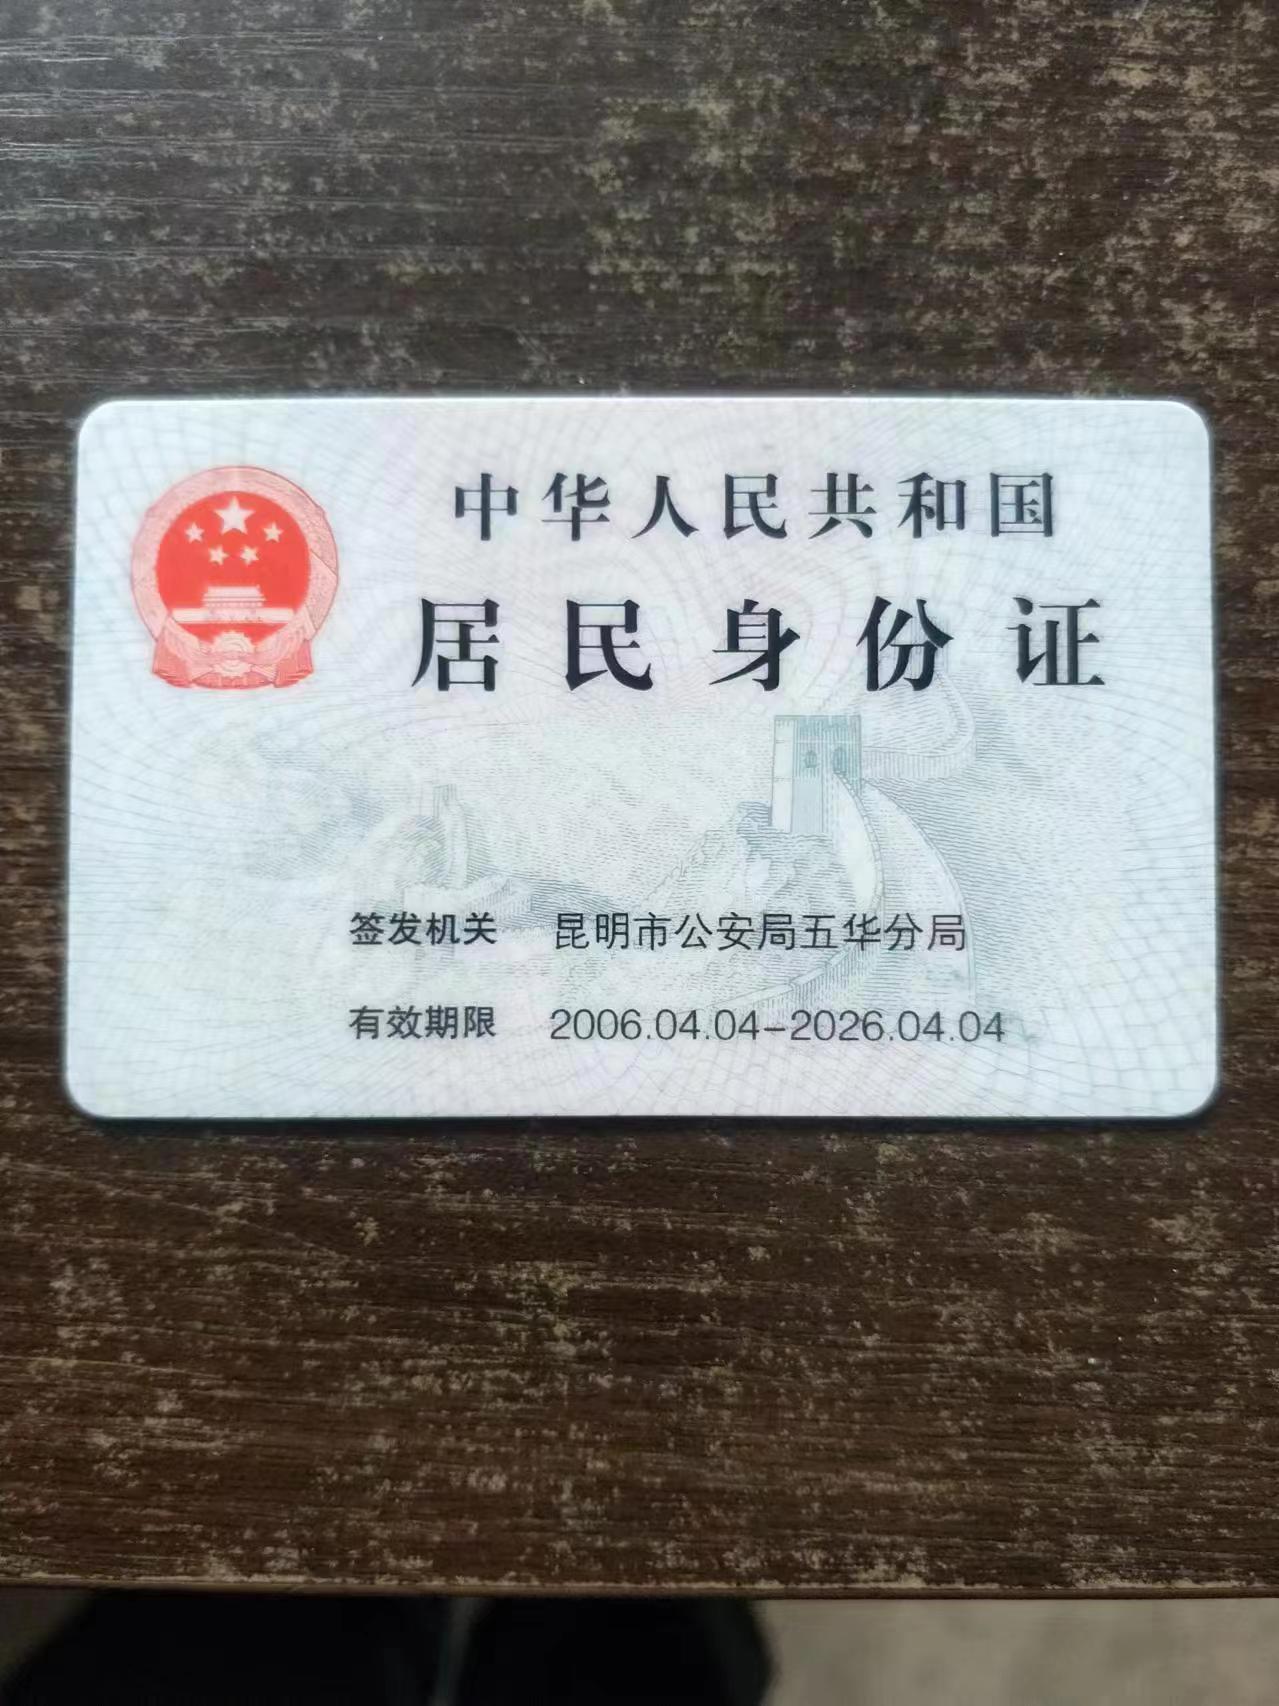 中华人民共和国
居民身份证
签发机关 昆明市公安局五华分局
有效期限 2006.04.04-2026.04.04